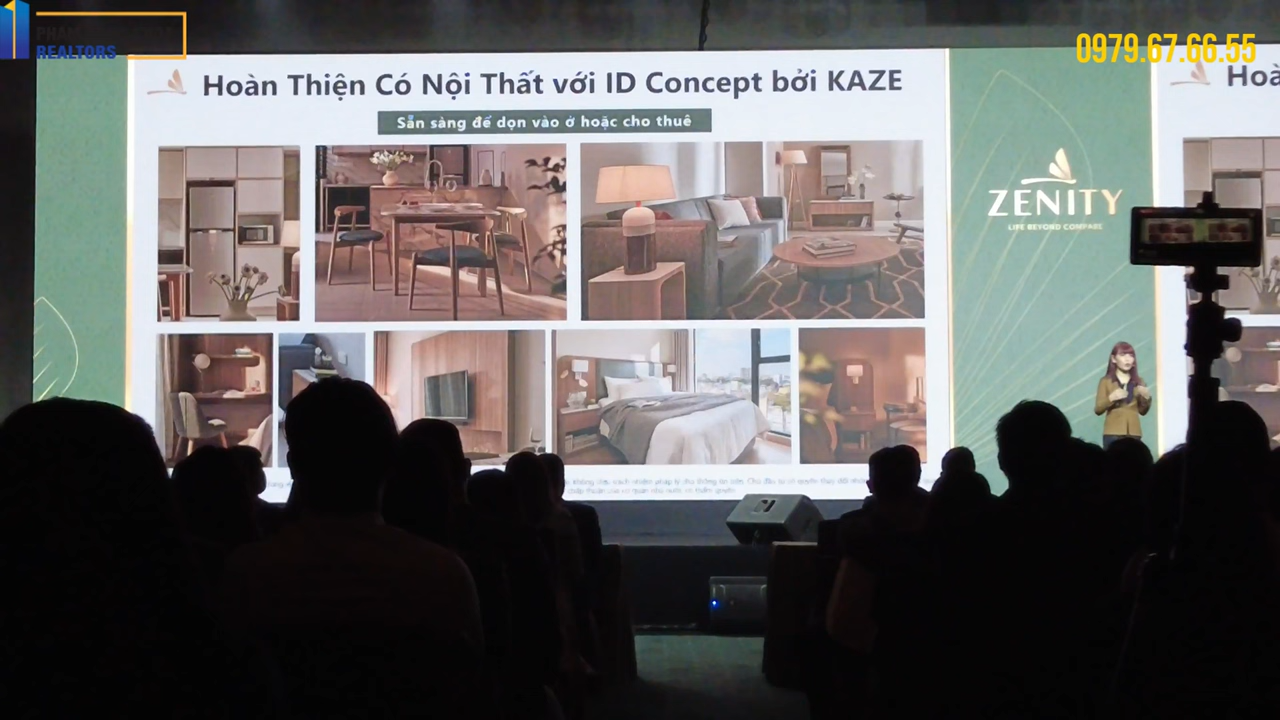 REALTORS
0979.67.66.55
Hoàn Thiện Có Nội Thất với ID Concept bởi KAZE
Hoà
Sẵn sàng để dọn vào ở hoặc cho thuê
ZENITY
LIFE BEYOND COMPARE